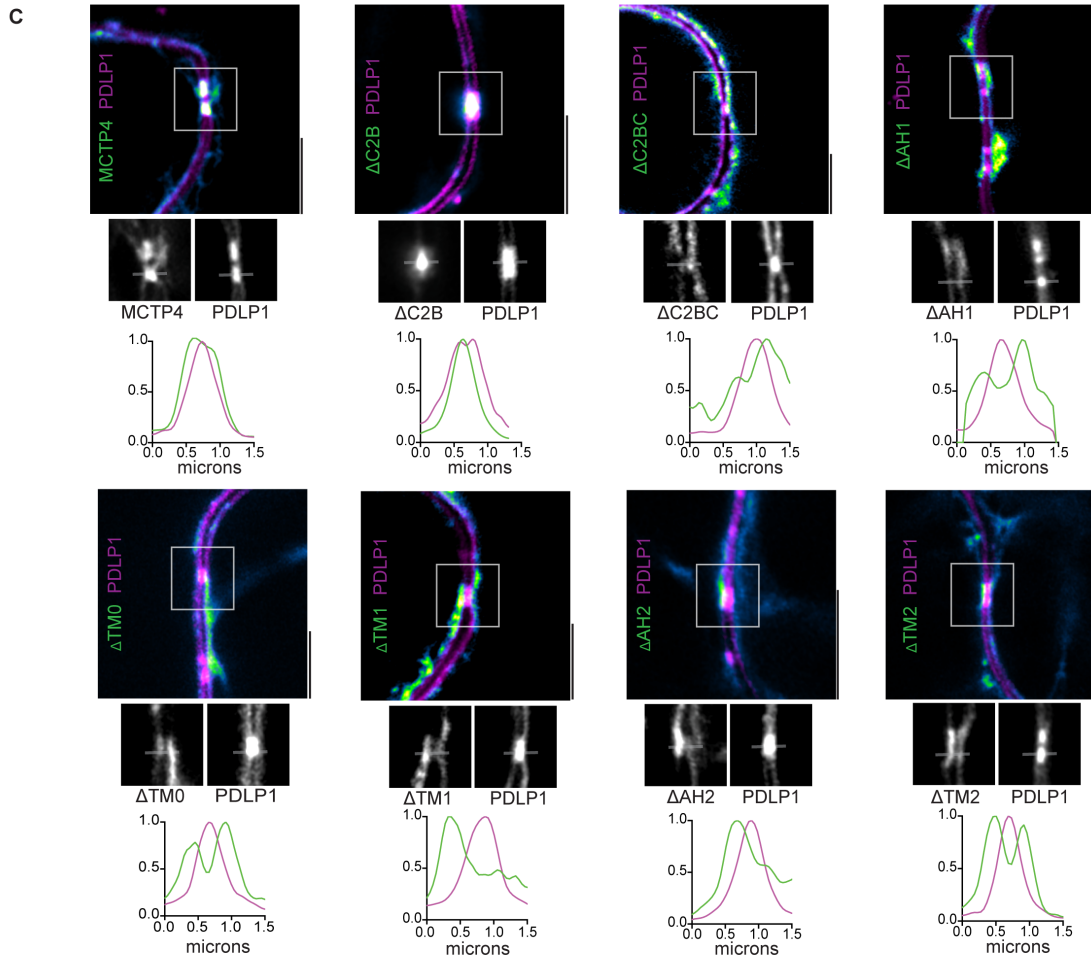 C
MCTP4 PDLP1
ΔC2B PDLP1
ΔC2BC PDLP1
ΔAH1 PDLP1
MCTP4 PDLP1
ΔC2B PDLP1
ΔC2BC PDLP1
ΔAH1 PDLP1
1.0
0.5
0.0
0.0 0.5 1.0 1.5
microns
1.0
0.5
0.0
0.0 0.5 1.0 1.5
microns
1.0
0.5
0.0
0.0 0.5 1.0 1.5
microns
1.0
0.5
0.0
0.0 0.5 1.0 1.5
microns
ΔTM0 PDLP1
ΔTM1 PDLP1
ΔAH2 PDLP1
ΔTM2 PDLP1
ΔTM0 PDLP1
ΔTM1 PDLP1
ΔAH2 PDLP1
ΔTM2 PDLP1
1.0
0.5
0.0
0.0 0.5 1.0 1.5
microns
1.0
0.5
0.0
0.0 0.5 1.0 1.5
microns
1.0
0.5
0.0
0.0 0.5 1.0 1.5
microns
1.0
0.5
0.0
0.0 0.5 1.0 1.5
microns